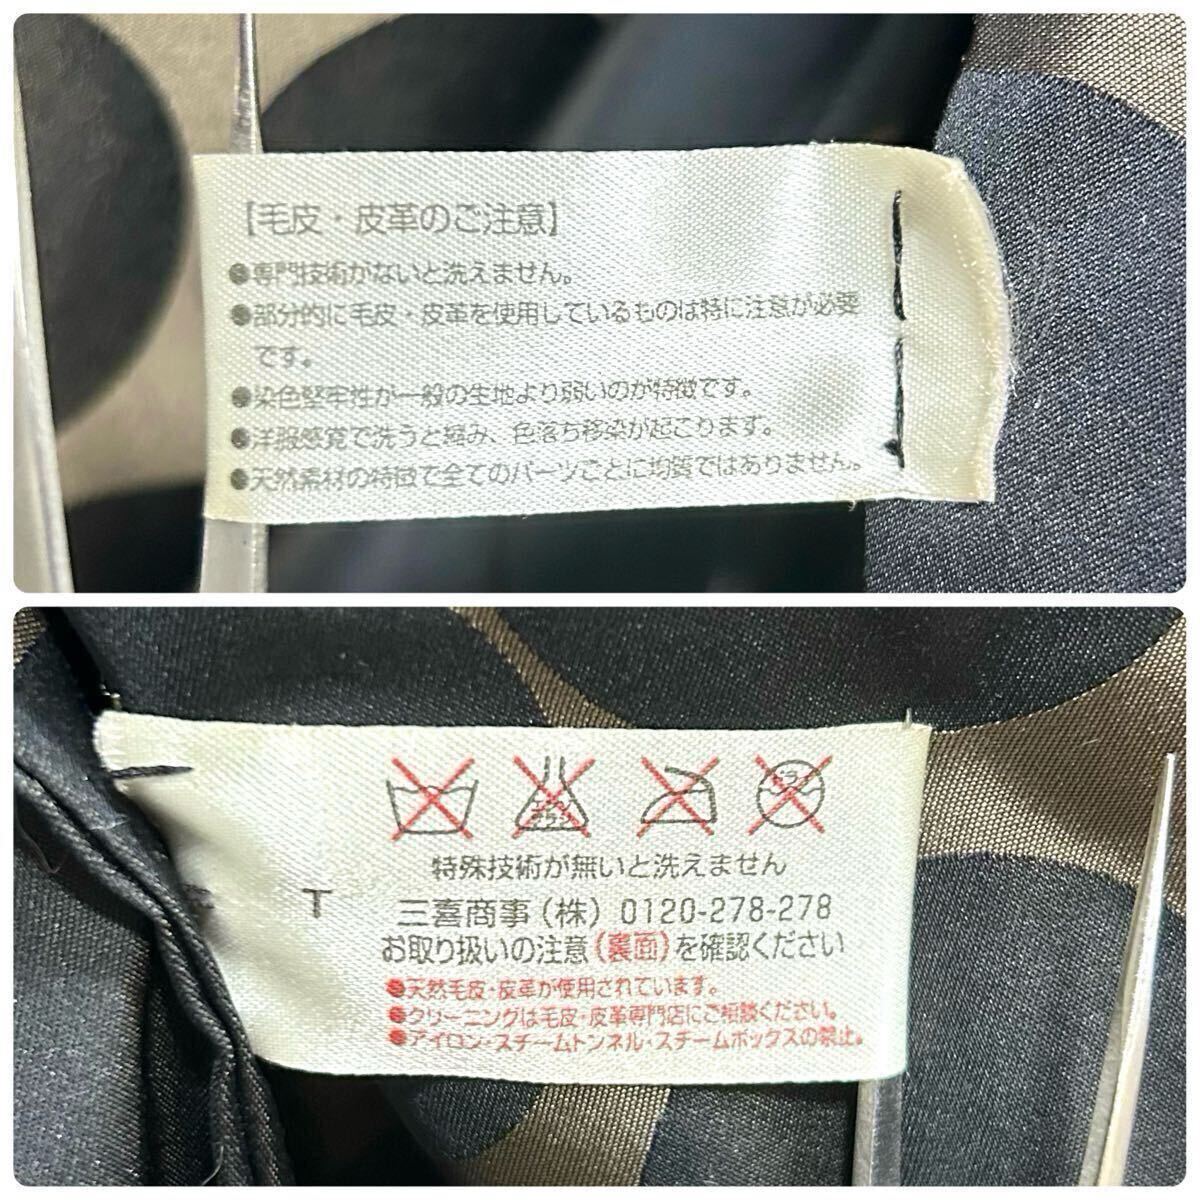 【毛皮・皮革のご注意】
●専門技術がないと洗えません。
●部分的に毛皮・皮革を使用しているものは特に注意が必要
です。
●染色堅牢性が一般の生地より弱いのが特徴です。
●洋服感覚で洗うと縮み、色落ち移染が起こります。
●天然素材の特徴で全てのパーツごとに均質ではありません。
エンソ
サラシ
ドライ
特殊技術が無いと洗えません
T
三喜商事(株) 0120-278-278
お取り扱いの注意(裏面)を確認ください
●天然毛皮・皮革が使用されています。
●クリーニングは毛皮・皮革専門店にご相談ください。
●アイロン・スチームトンネル・スチームボックスの禁止。